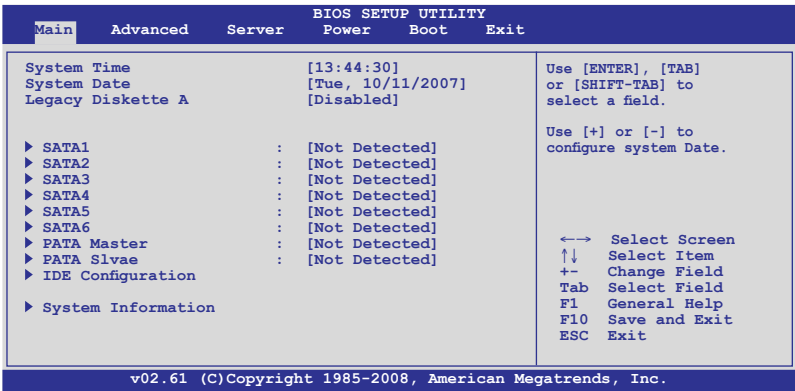 BIOS SETUP UTILITY
Main Advanced Server Power Boot Exit
System Time [13:44:30]
System Date [Tue, 10/11/2007]
Legacy Diskette A [Disabled]
SATA1 : [Not Detected]
SATA2 : [Not Detected]
SATA3 : [Not Detected]
SATA4 : [Not Detected]
SATA5 : [Not Detected]
SATA6 : [Not Detected]
PATA Master : [Not Detected]
PATA Slvae : [Not Detected]
IDE Configuration
System Information
Use [ENTER], [TAB]
or [SHIFT-TAB] to
select a field.
Use [+] or [-] to
configure system Date.
←→ Select Screen
↑↓ Select Item
+- Change Field
Tab Select Field
F1 General Help
F10 Save and Exit
ESC Exit
v02.61 (C)Copyright 1985-2008, American Megatrends, Inc.